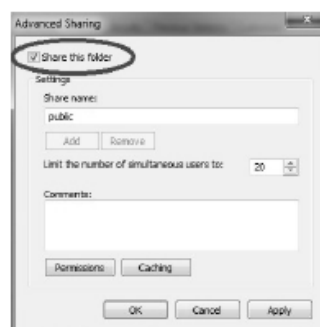 Advanced Sharing
Share this folder
Settings
Share name:
public
Add Remove
Limit the number of simultaneous users to: 20
Comments:
Permissions Caching
OK Cancel Apply